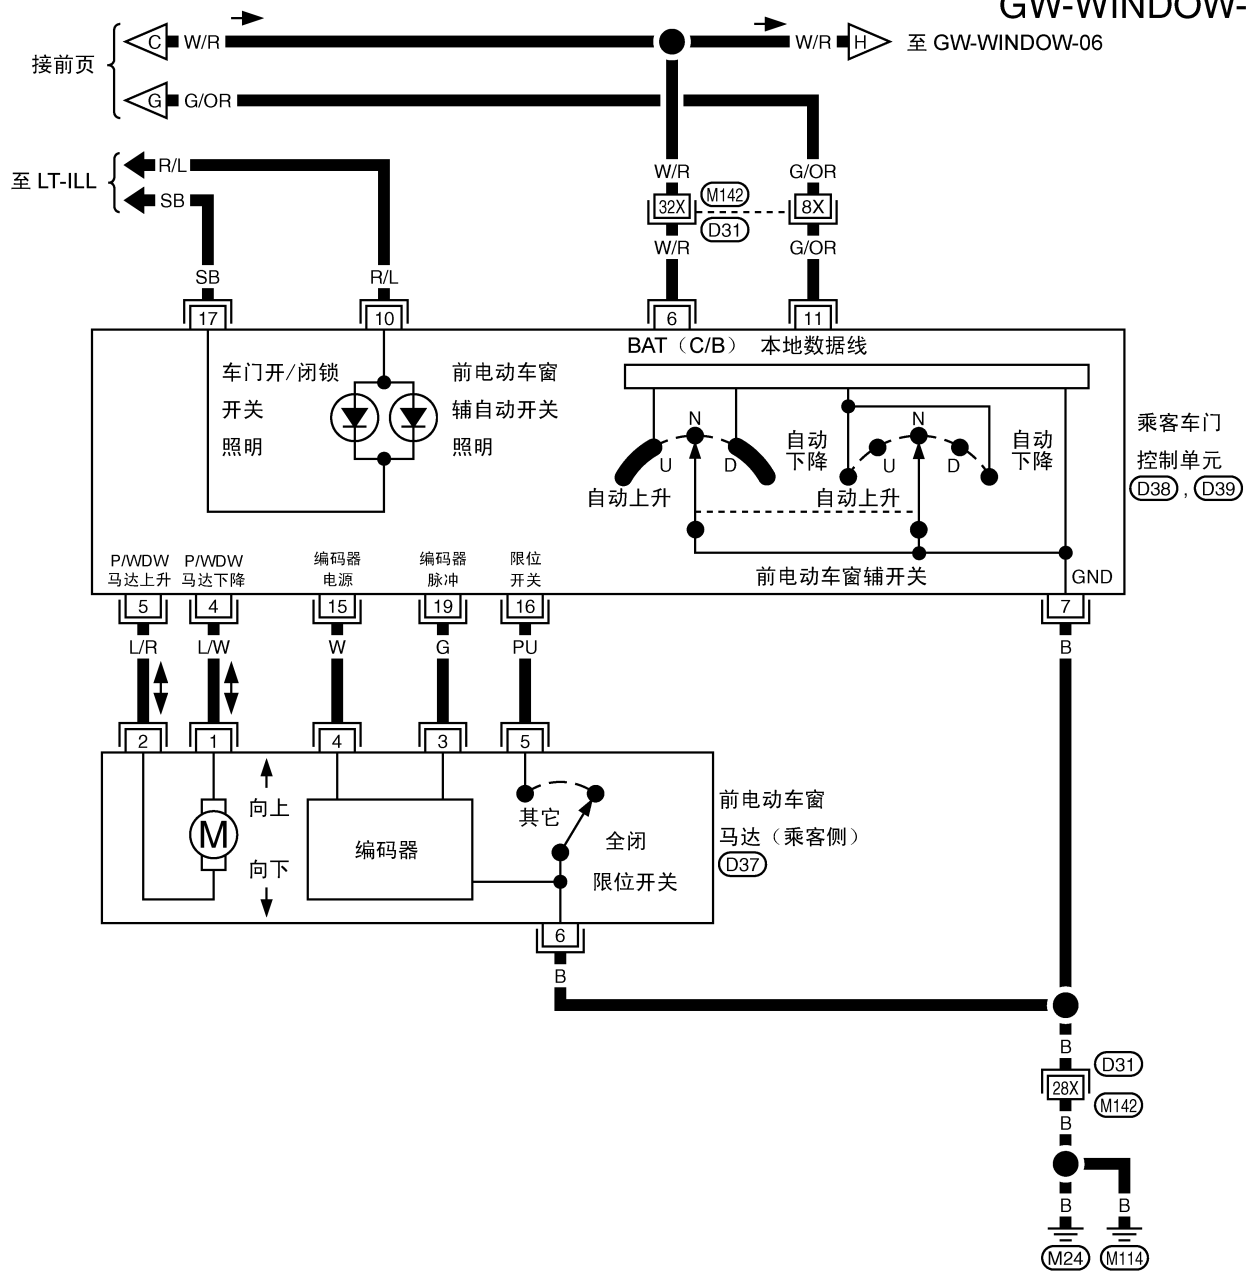 GW-WINDOW-
接前页
C W/R
W/R H 至 GW-WINDOW-06
G G/OR
至 LT-ILL
R/L
SB
W/R G/OR
32X M142 8X
D31
W/R G/OR
SB R/L
17 10 6 11
BAT（C/B） 本地数据线
车门开/闭锁
开关
照明
前电动车窗
辅自动开关
照明
N
U D
自动上升
自动
下降
N
U D
自动上升
自动
下降
前电动车窗辅开关
GND
乘客车门
控制单元
D38 , D39
P/WDW
马达上升
P/WDW
马达下降
编码器
电源
编码器
脉冲
限位
开关
5 4 15 19 16 7
L/R L/W W G PU B
2 1 4 3 5
M
向上
向下
编码器
其它
全闭
限位开关
前电动车窗
马达（乘客侧）
D37
6
B
B
D31
28X
M142
B
B B
M24 M114